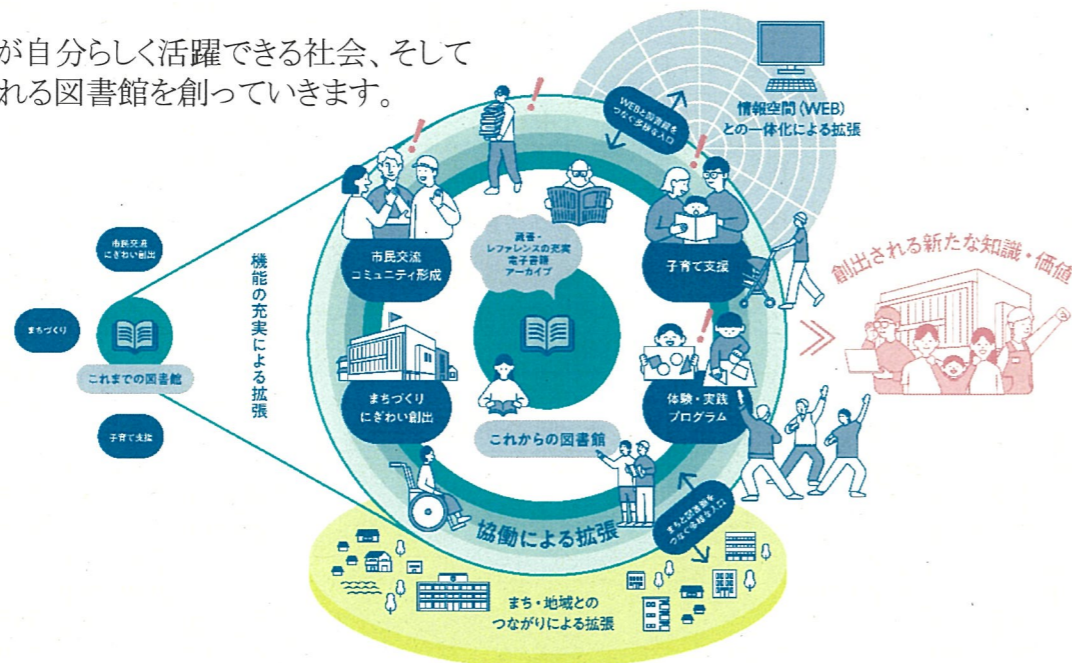 が自分らしく活躍できる社会、そして
れる図書館を創っていきます。
情報空間(WEB)
との一体化による拡張
WEBと図書館を
つなぐ多様な入口
市民交流
にぎわい創出
まちづくり
これまでの図書館
子育て支援
機能の充実による拡張
市民交流
コミュニティ形成
蔵書・
レファレンスの充実
電子書籍
アーカイブ
子育て支援
まちづくり
にぎわい創出
これからの図書館
体験・実践
プログラム
創出される新たな知識・価値
協働による拡張
まちと図書館を
つなぐ多様な入口
まち・地域との
つながりによる拡張